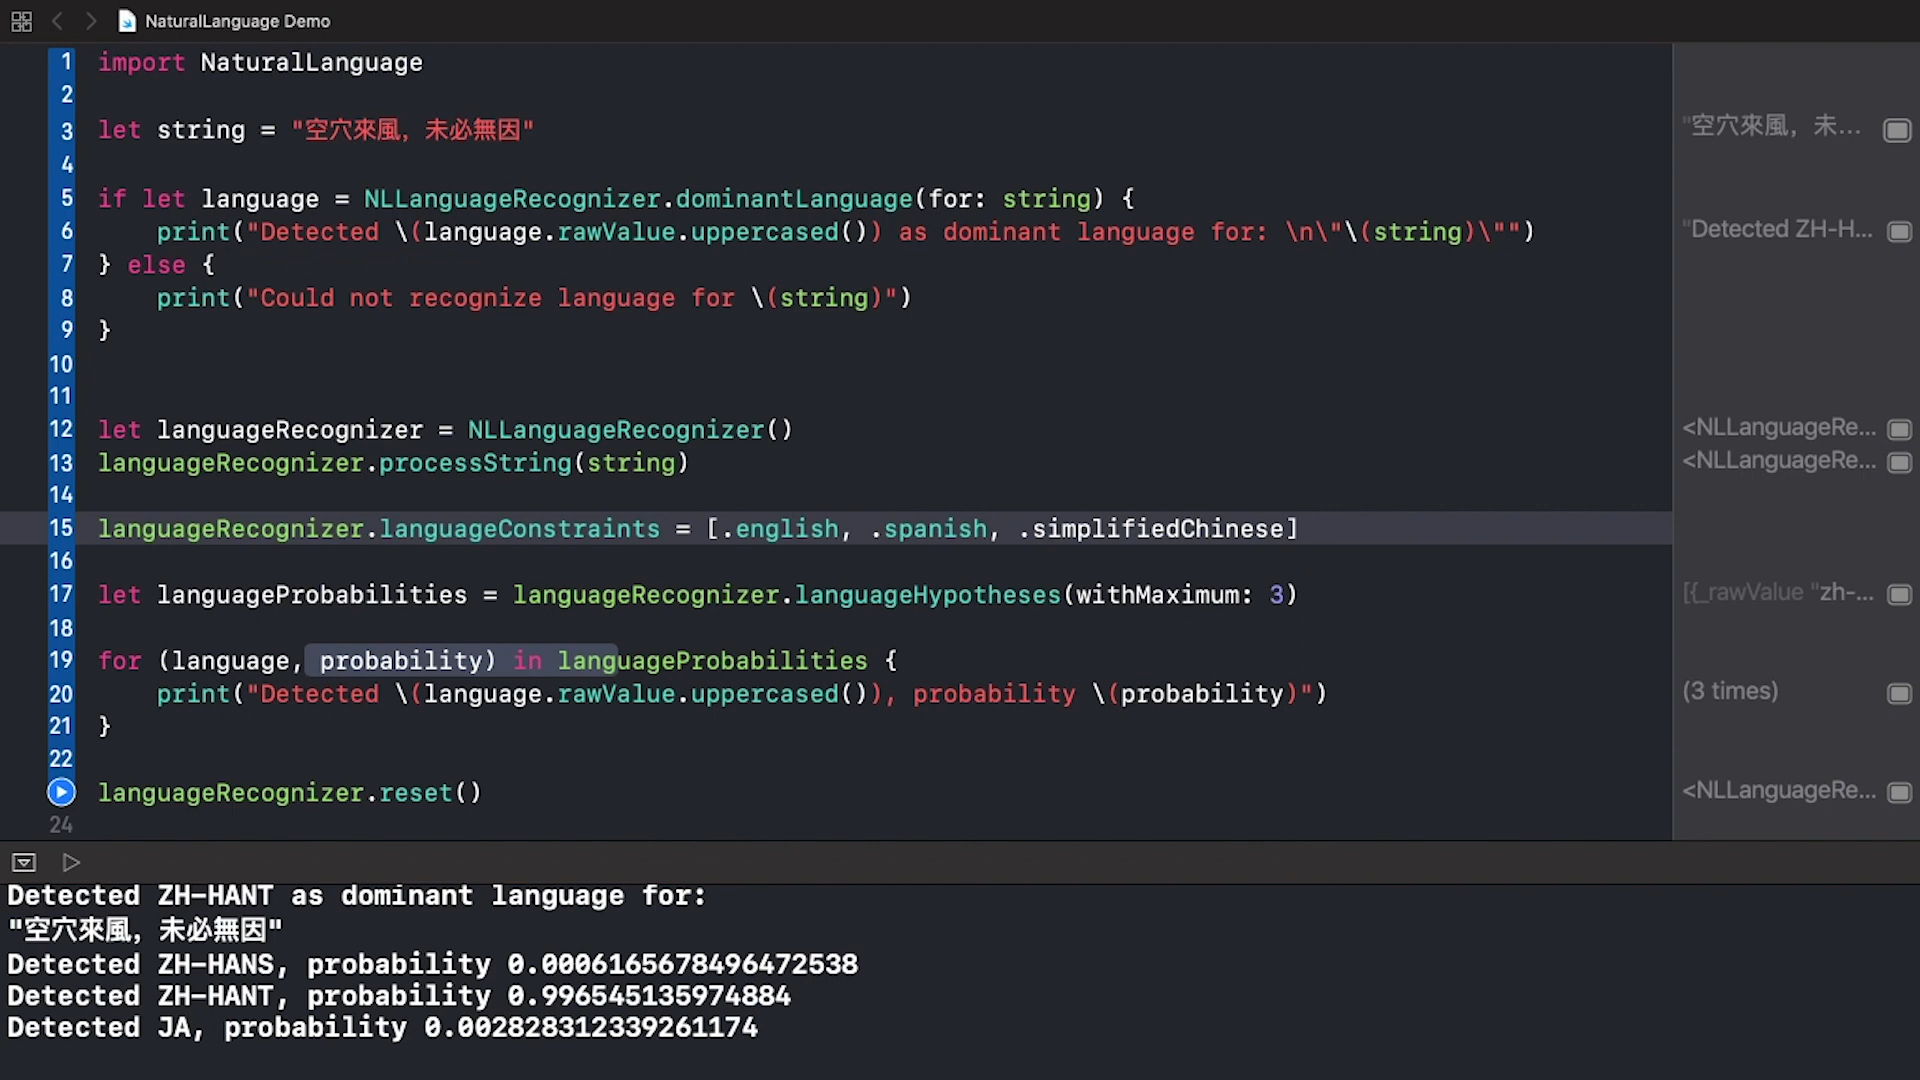 NaturalLanguage Demo
1 import NaturalLanguage
2
3 let string = "空穴來風，未必無因"
4
5 if let language = NLLanguageRecognizer.dominantLanguage(for: string) {
6 print("Detected \(language.rawValue.uppercased()) as dominant language for: \n\"\(string)\"")
7 } else {
8 print("Could not recognize language for \(string)")
9 }
10
11
12 let languageRecognizer = NLLanguageRecognizer()
13 languageRecognizer.processString(string)
14
15 languageRecognizer.languageConstraints = [.english, .spanish, .simplifiedChinese]
16
17 let languageProbabilities = languageRecognizer.languageHypotheses(withMaximum: 3)
18
19 for (language, probability) in languageProbabilities {
20 print("Detected \(language.rawValue.uppercased()), probability \(probability)")
21 }
22
languageRecognizer.reset()
24
"空穴來風，未...
"Detected ZH-H...
<NLLanguageRe...
<NLLanguageRe...
[{_rawValue "zh-...
(3 times)
<NLLanguageRe...
Detected ZH-HANT as dominant language for:
"空穴來風，未必無因"
Detected ZH-HANS, probability 0.0006165678496472538
Detected ZH-HANT, probability 0.996545135974884
Detected JA, probability 0.002828312339261174